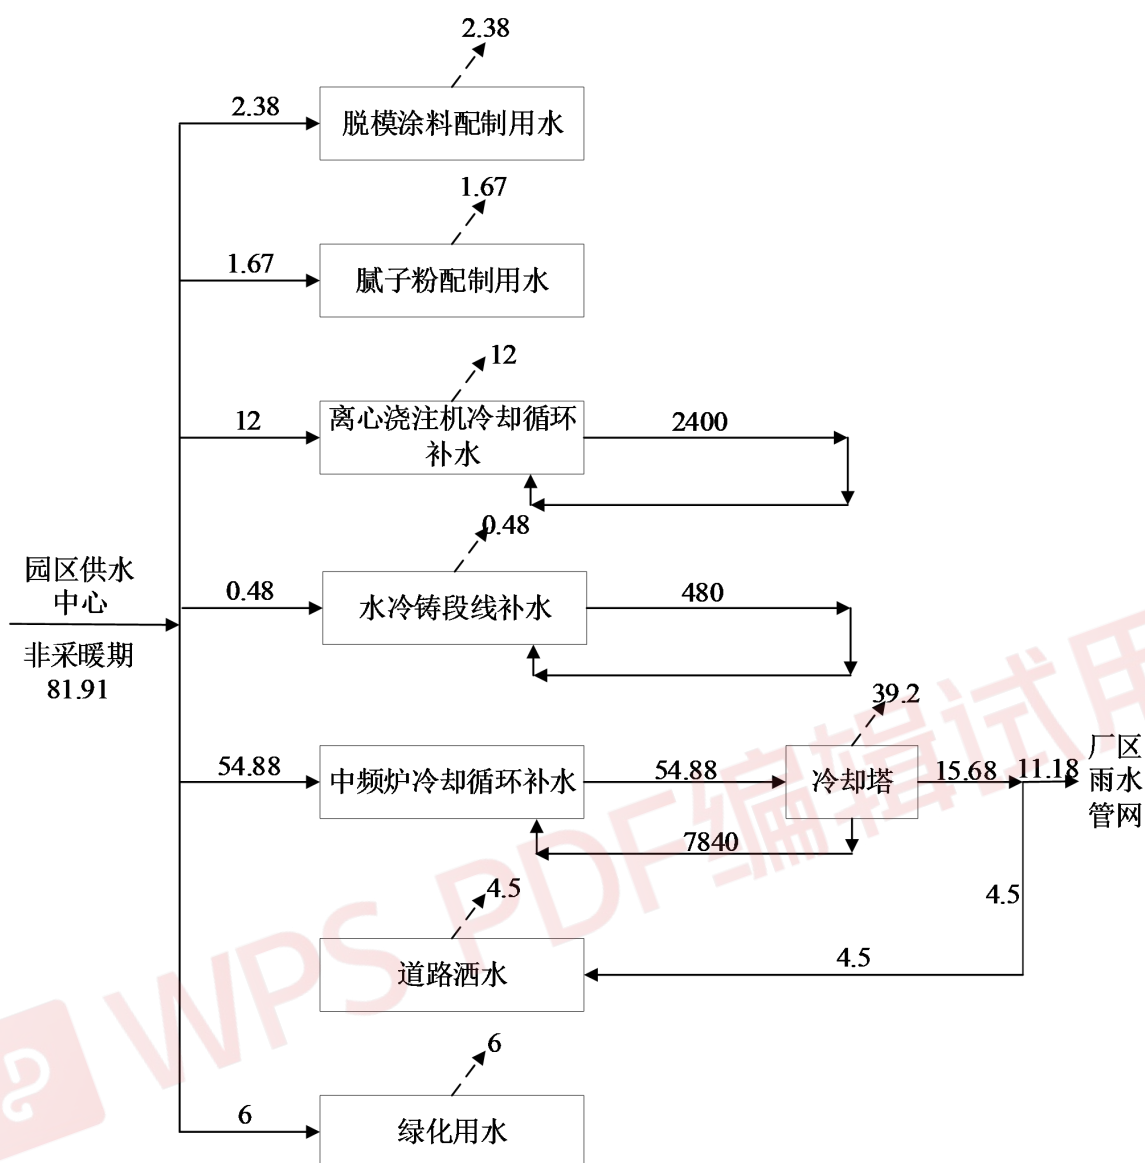 2.38
2.38
脱模涂料配制用水
1.67
1.67
腻子粉配制用水
12
12
离心浇注机冷却循环
补水
2400
0.48
园区供水
中心
非采暖期
81.91
0.48
水冷铸段线补水
480
39.2
54.88
中频炉冷却循环补水
54.88
冷却塔
15.68
11.18
厂区
雨水
管网
7840
4.5
4.5
道路洒水
4.5
6
6
绿化用水
WPS PDF编辑试用